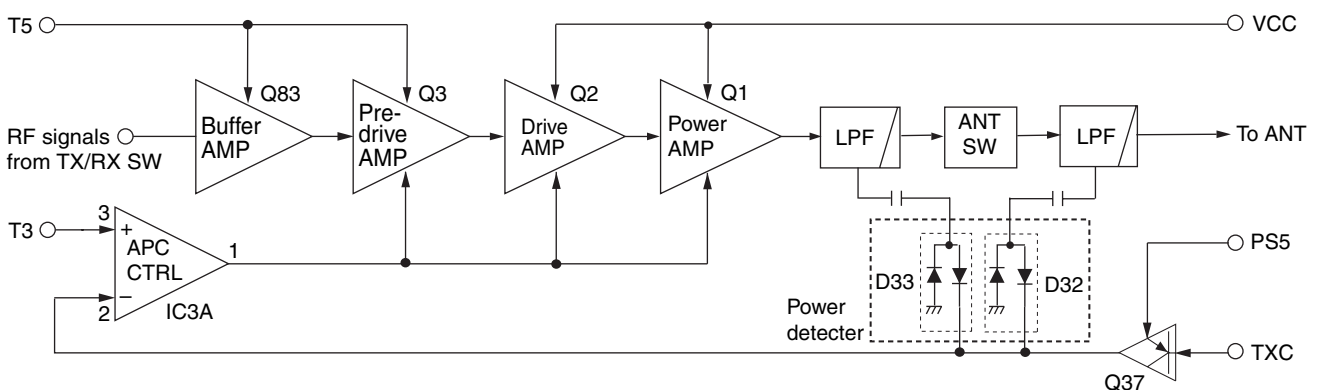 T5
VCC
Q83
Q3
Q2
Q1
RF signals
from TX/RX SW
Buffer
AMP
Pre-
drive
AMP
Drive
AMP
Power
AMP
LPF
ANT
SW
LPF
To ANT
T3
3
+
APC
CTRL
1
–
2
IC3A
D33
D32
Power
detecter
PS5
TXC
Q37